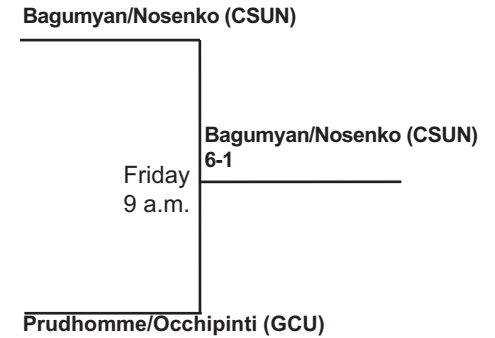 Bagumyan/Nosenko (CSUN)
Bagumyan/Nosenko (CSUN)
6-1
Friday
9 a.m.
Prudhomme/Occhipinti (GCU)